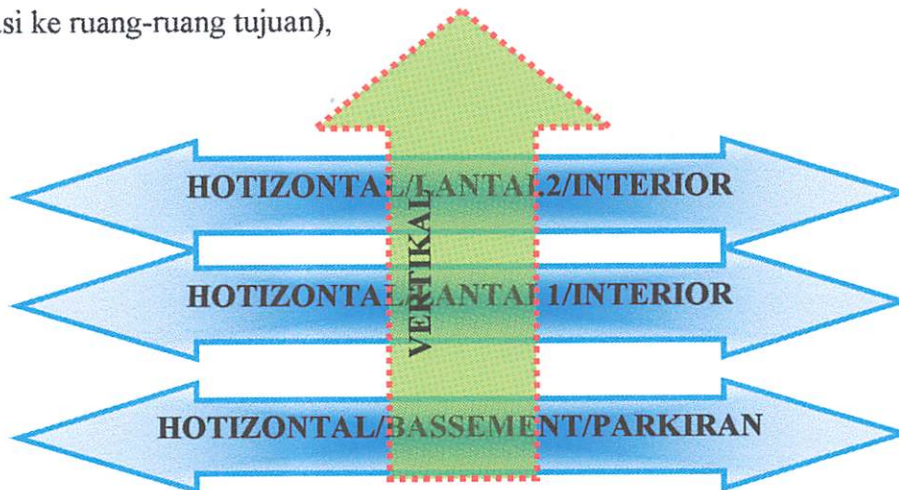 si ke ruang-ruang tujuan),
HOTIZONTAL/LANTAI.2/INTERIOR
VERTIKAL
HOTIZONTAL/LANTAI 1/INTERIOR
HOTIZONTAL/BASSEMENT/PARKIRAN